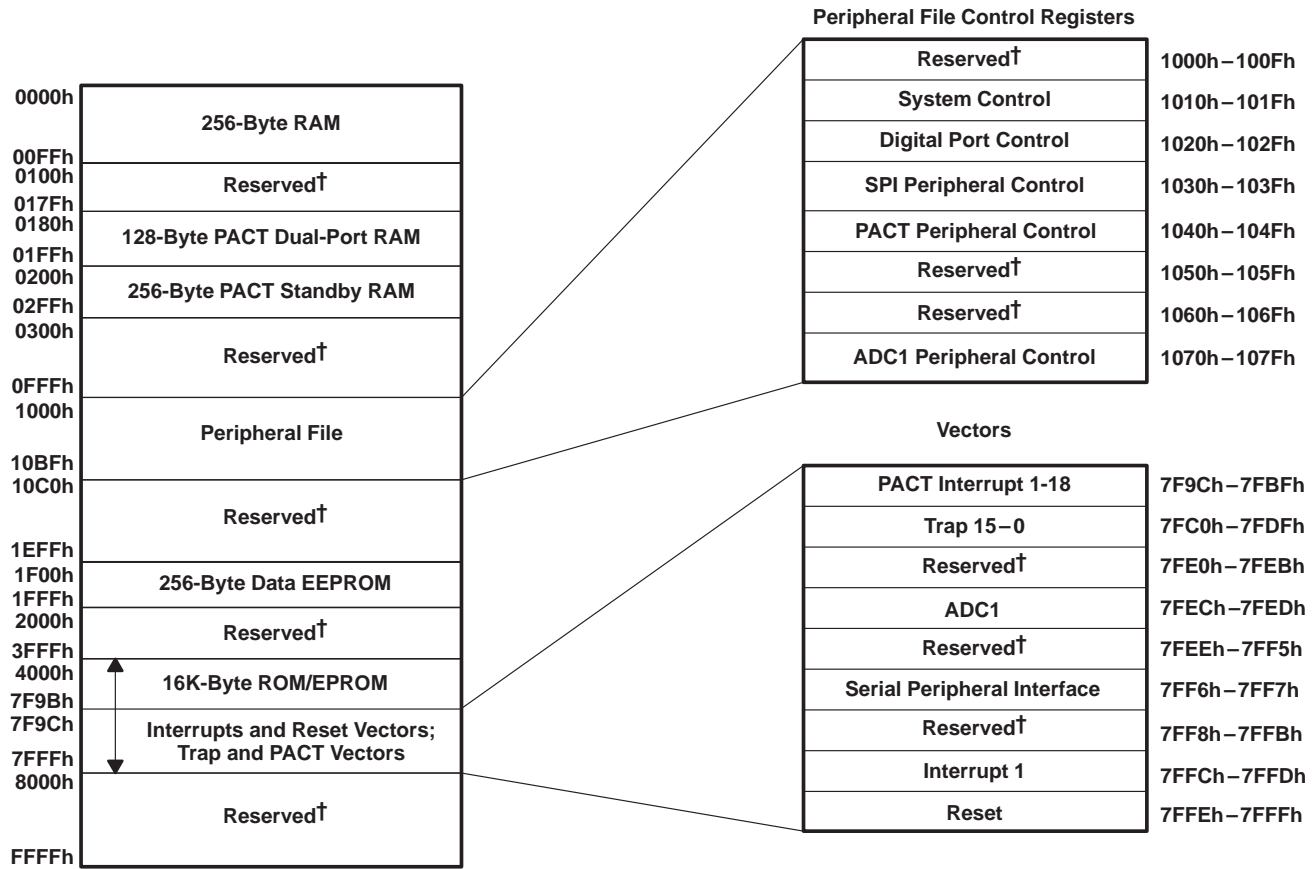 0000h
256-Byte RAM
00FFh
0100h
Reserved†
017Fh
0180h
128-Byte PACT Dual-Port RAM
01FFh
0200h
256-Byte PACT Standby RAM
02FFh
0300h
Reserved†
0FFFh
1000h
Peripheral File
10BFh
10C0h
Reserved†
1EFFh
1F00h
256-Byte Data EEPROM
1FFFh
2000h
Reserved†
3FFFh
4000h
16K-Byte ROM/EPROM
7F9Bh
7F9Ch
Interrupts and Reset Vectors;
Trap and PACT Vectors
7FFFh
8000h
Reserved†
FFFFh
Peripheral File Control Registers
Reserved† 1000h–100Fh
System Control 1010h–101Fh
Digital Port Control 1020h–102Fh
SPI Peripheral Control 1030h–103Fh
PACT Peripheral Control 1040h–104Fh
Reserved† 1050h–105Fh
Reserved† 1060h–106Fh
ADC1 Peripheral Control 1070h–107Fh
Vectors
PACT Interrupt 1-18 7F9Ch–7FBFh
Trap 15–0 7FC0h–7FDFh
Reserved† 7FE0h–7FEBh
ADC1 7FECh–7FEDh
Reserved† 7FEEh–7FF5h
Serial Peripheral Interface 7FF6h–7FF7h
Reserved† 7FF8h–7FFBh
Interrupt 1 7FFCh–7FFDh
Reset 7FFEh–7FFFh